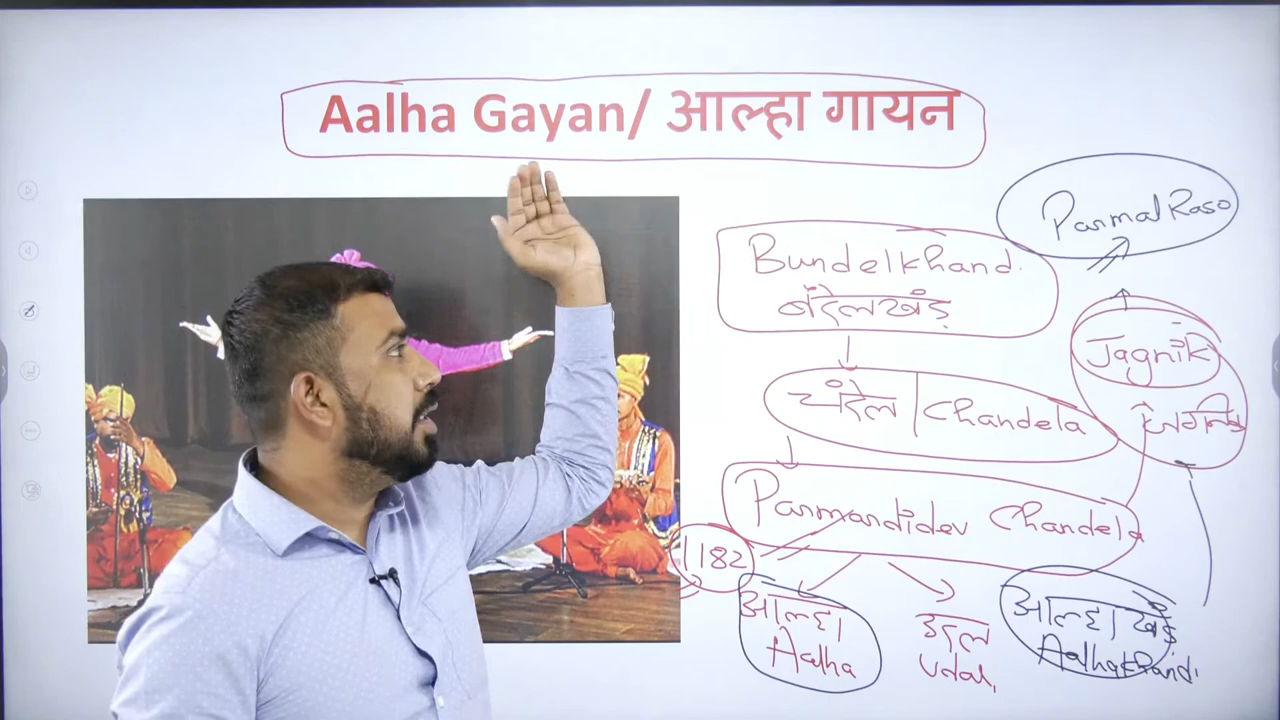 Aalha Gayan/ आल्हा गायन
Parmal Raso
Bundelkhand.
बुंदेलखंड
Jagnik
जगनिक
चंदेल | Chandela
Parmardidev Chandela
1182
आल्हा
Aalha
उदल
Udal,
आल्हा खंड
Aalhakhand.